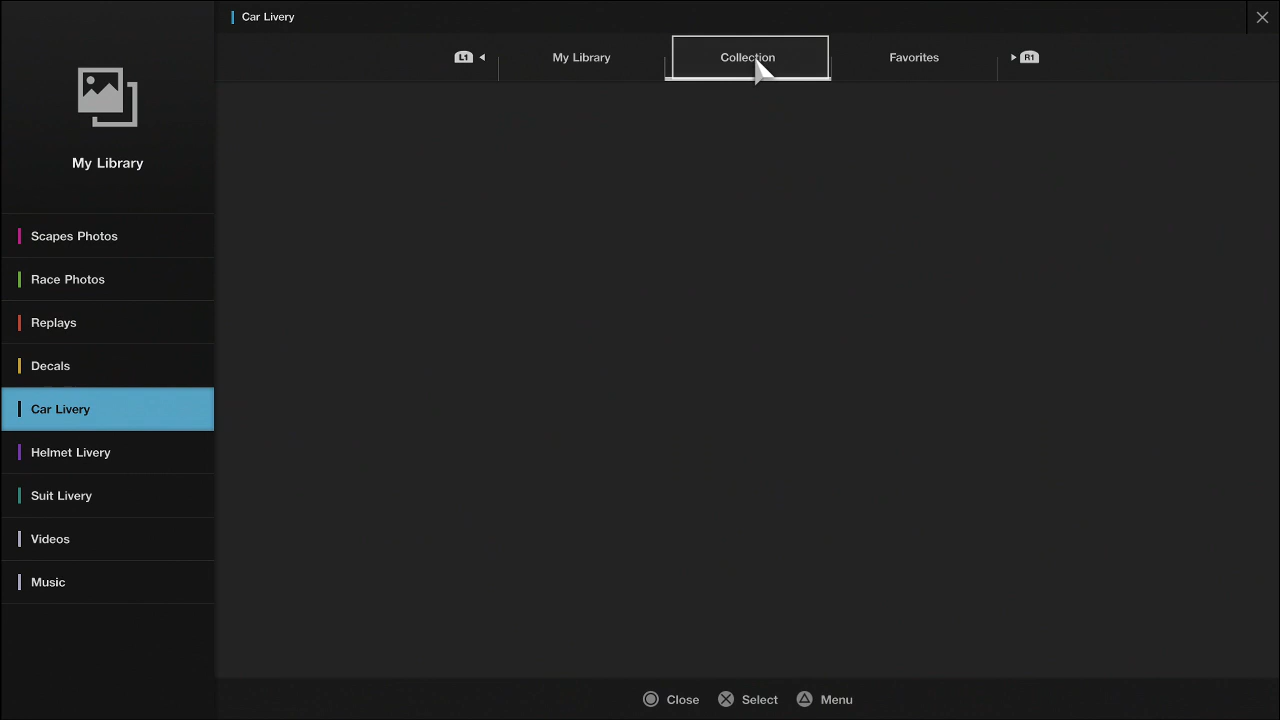 Car Livery
L1
My Library
Collection
Favorites
R1
My Library
Scapes Photos
Race Photos
Replays
Decals
Car Livery
Helmet Livery
Suit Livery
Videos
Music
Close
Select
Menu